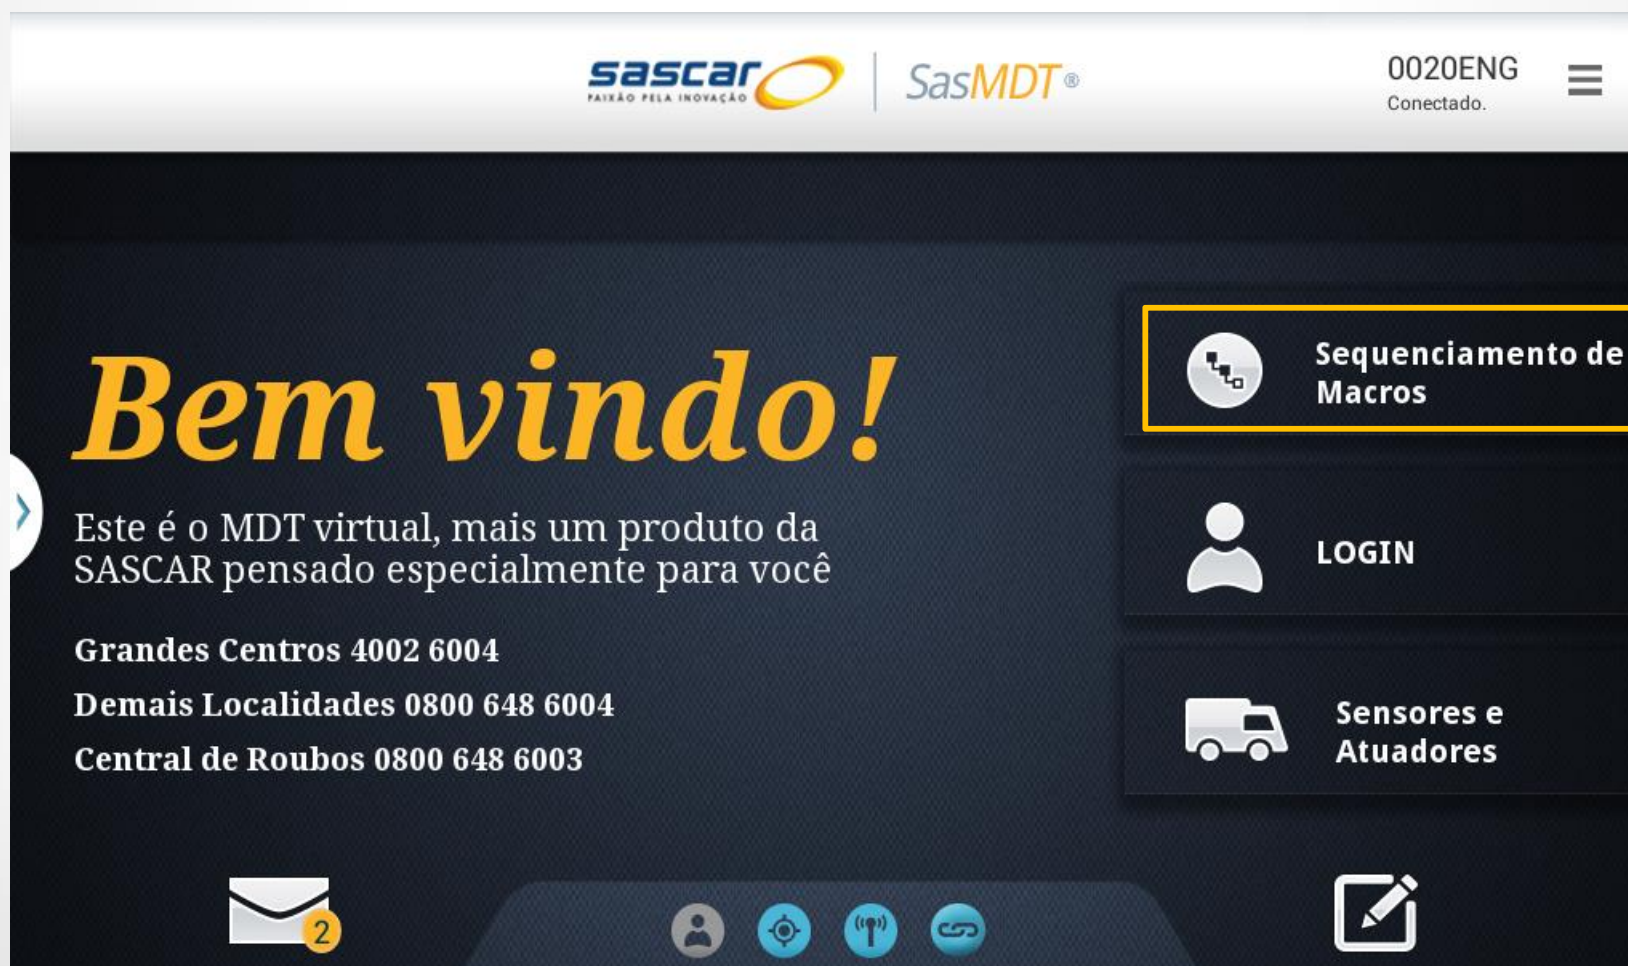 sascar
PAIXÃO PELA INOVAÇÃO
SasMDT®
0020ENG
Conectado.
Bem vindo!
Este é o MDT virtual, mais um produto da
SASCAR pensado especialmente para você
Grandes Centros 4002 6004
Demais Localidades 0800 648 6004
Central de Roubos 0800 648 6003
Sequenciamento de
Macros
LOGIN
Sensores e
Atuadores
2